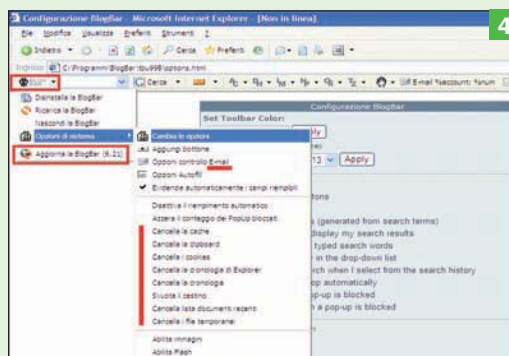 Configurazione BlogBar - Microsoft Internet Explorer - [Non in linea]
4
File Modifica Visualizza Preferiti Strumenti ?
Indietro Cerca Preferiti
Indirizzo C:\Programmi\BlogBar\options.html
Cerca E-mail
Disinstalla la BlogBar
Ricarica la BlogBar
Nascondi la BlogBar
Opzioni di sistema
Aggiorna la BlogBar (6.21)
Cambia le opzioni
Aggiungi bottone
Opzioni controllo E-mail
Opzioni Autofill
Evidenzia automaticamente i campi riempibili
Disattiva il riempimento automatico
Azzera il conteggio dei PopUp bloccati
Cancella la cache
Cancella la clipboard
Cancella i cookies
Cancella la cronologia di Explorer
Cancella la cronologia
Svuota il cestino
Cancella lista documenti recenti
Cancella i file temporanei
Abilita immagini
Abilita Flash
Configurazione BlogBar
Set Toolbar Color:
Apply
13 Apply
tons
(generated from search terms)
display my search results
typed search words
in the drop-down list
rch when I select from the search history
op automatically
p-up is blocked
n a pop-up is blocked